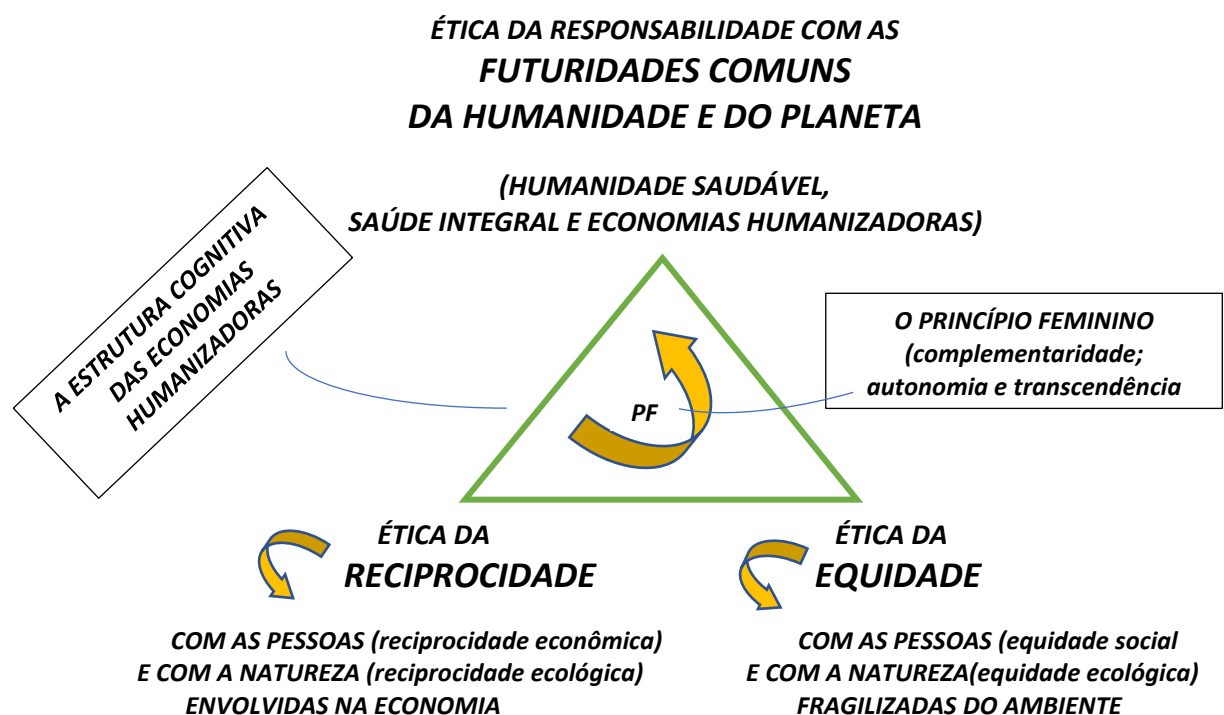 ÉTICA DA RESPONSABILIDADE COM AS
FUTURIDADES COMUNS
DA HUMANIDADE E DO PLANETA
(HUMANIDADE SAUDÁVEL,
SAÚDE INTEGRAL E ECONOMIAS HUMANIZADORAS)
A ESTRUTURA COGNITIVA
DAS ECONOMIAS
HUMANIZADORAS
O PRINCÍPIO FEMININO
(complementaridade;
autonomia e transcendência
PF
ÉTICA DA
RECIPROCIDADE
COM AS PESSOAS (reciprocidade econômica)
E COM A NATUREZA (reciprocidade ecológica)
ENVOLVIDAS NA ECONOMIA
ÉTICA DA
EQUIDADE
COM AS PESSOAS (equidade social
E COM A NATUREZA(equidade ecológica)
FRAGILIZADAS DO AMBIENTE